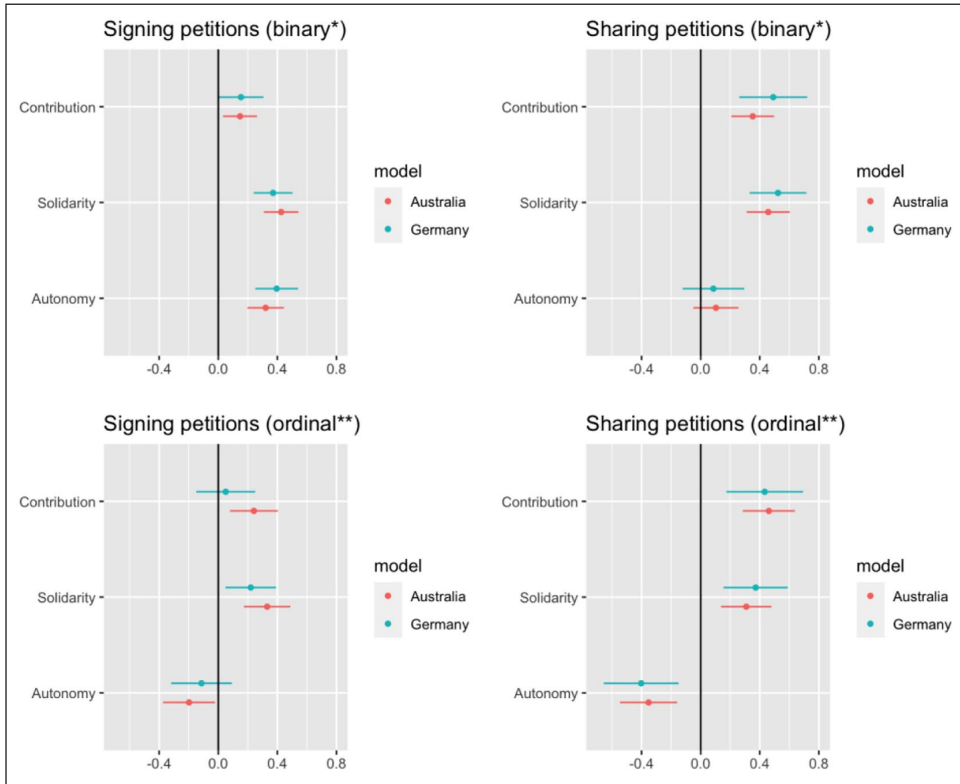 Signing petitions (binary*)
Contribution
Solidarity
Autonomy
-0.4 0.0 0.4 0.8
model
Australia
Germany
Sharing petitions (binary*)
Contribution
Solidarity
Autonomy
-0.4 0.0 0.4 0.8
model
Australia
Germany
Signing petitions (ordinal**)
Contribution
Solidarity
Autonomy
-0.4 0.0 0.4 0.8
model
Australia
Germany
Sharing petitions (ordinal**)
Contribution
Solidarity
Autonomy
-0.4 0.0 0.4 0.8
model
Australia
Germany